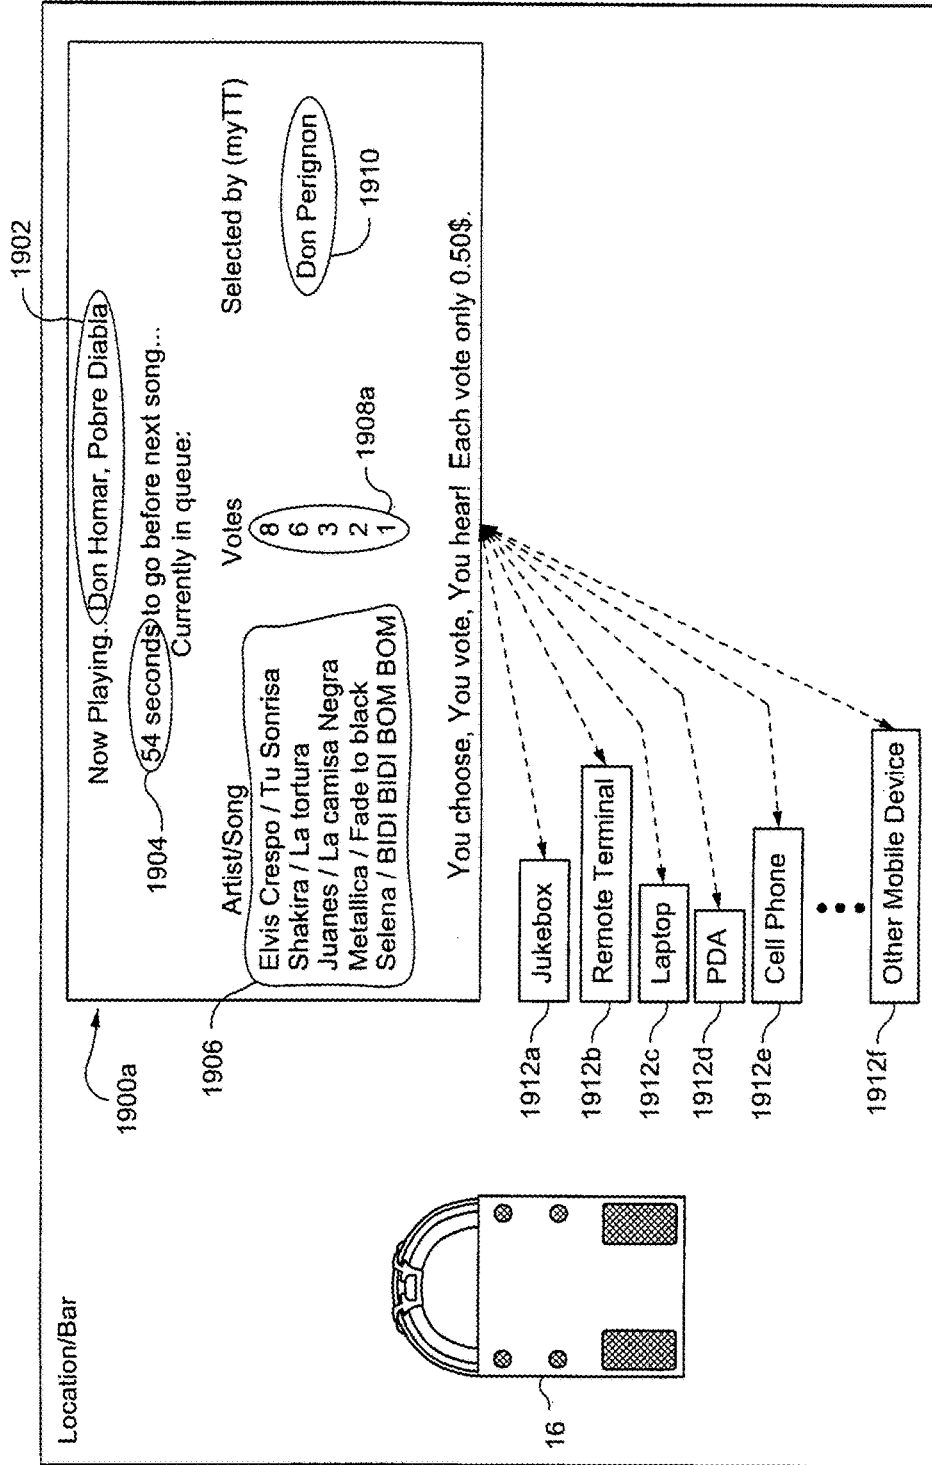 Location/Bar
1900a
Now Playing..Don Homar, Pobre Diabla
1902
1904
54 seconds to go before next song...
Currently in queue:
Artist/Song
Votes
Selected by (myTT)
1906
Elvis Crespo / Tu Sonrisa
8
Don Perignon
Shakira / La tortura
6
Juanes / La camisa Negra
3
Metallica / Fade to black
2
Selena / BIDI BIDI BOM BOM
1
1908a
1910
You choose, You vote, You hear! Each vote only 0.50$.
16
1912a
Jukebox
1912b
Remote Terminal
1912c
Laptop
1912d
PDA
1912e
Cell Phone
1912f
Other Mobile Device